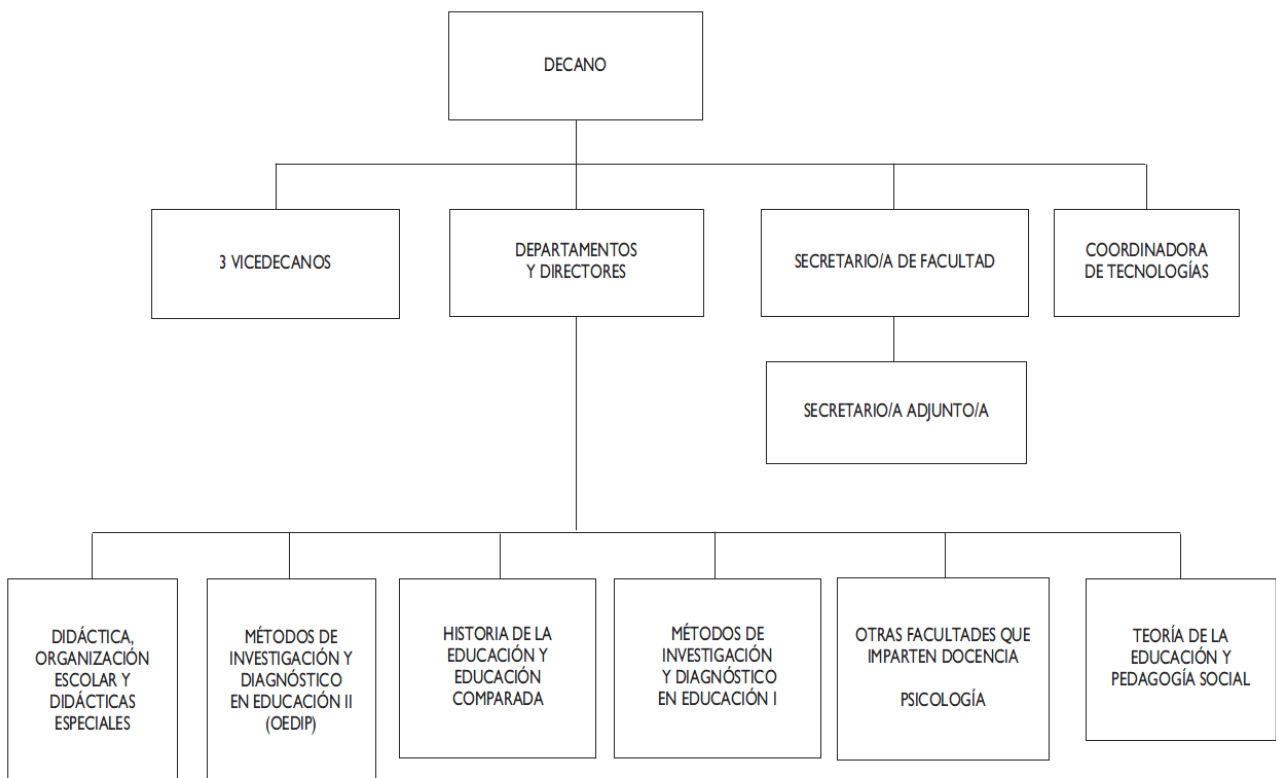 DECANO
3 VICEDECANOS
DEPARTAMENTOS
Y DIRECTORES
SECRETARIO/A DE FACULTAD
COORDINADORA
DE TECNOLOGÍAS
SECRETARIO/A ADJUNTO/A
DIDÁCTICA,
ORGANIZACIÓN
ESCOLAR Y
DIDÁCTICAS
ESPECIALES
MÉTODOS DE
INVESTIGACIÓN Y
DIAGNÓSTICO
EN EDUCACIÓN II
(OEDIP)
HISTORIA DE LA
EDUCACIÓN Y
EDUCACIÓN
COMPARADA
MÉTODOS DE
INVESTIGACIÓN
Y DIAGNÓSTICO
EN EDUCACIÓN I
OTRAS FACULTADES QUE
IMPARTEN DOCENCIA
PSICOLOGÍA
TEORÍA DE LA
EDUCACIÓN Y
PEDAGOGÍA SOCIAL